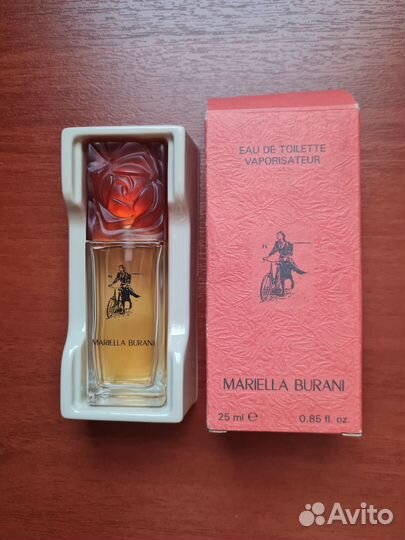 MARIELLA BURANI
EAU DE TOILETTE
VAPORISATEUR
MARIELLA BURANI
25 ml ℮
0.85 fl. oz.
Avito